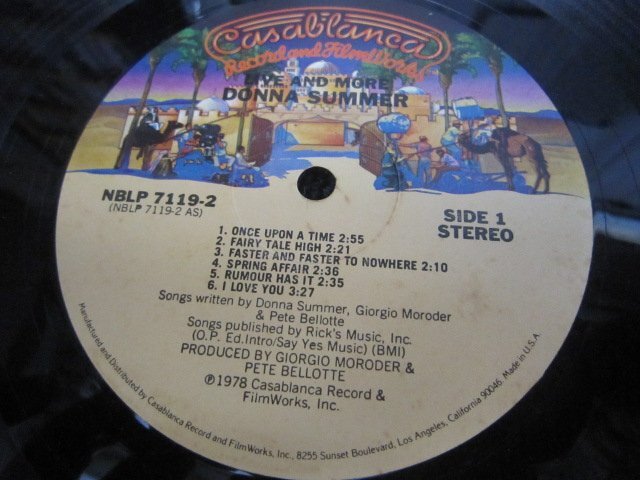 Casablanca
Record and FilmWorks
LIVE AND MORE
DONNA SUMMER
NBLP 7119-2
(NBLP 7119-2 AS)
SIDE 1
STEREO
1. ONCE UPON A TIME 2:55
2. FAIRY TALE HIGH 2:21
3. FASTER AND FASTER TO NOWHERE 2:10
4. SPRING AFFAIR 2:36
5. RUMOUR HAS IT 2:35
6. I LOVE YOU 3:27
Songs written by Donna Summer, Giorgio Moroder
& Pete Bellotte
Songs published by Rick's Music, Inc.
(O.P. Ed.Intro/Say Yes Music) (BMI)
PRODUCED BY GIORGIO MORODER &
PETE BELLOTTE
℗ 1978 Casablanca Record &
FilmWorks, Inc.
Manufactured and Distributed by Casablanca Record and FilmWorks, Inc., 8255 Sunset Boulevard, Los Angeles, California 90046 Made in U.S.A.